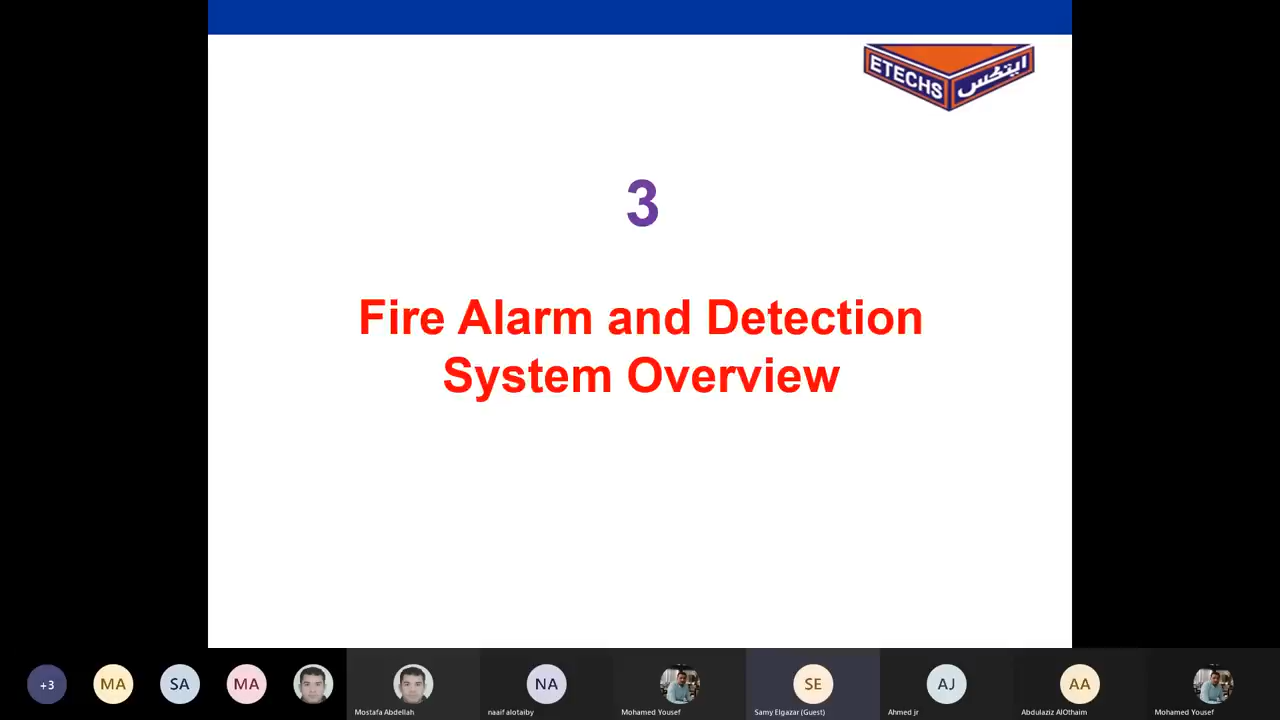 ETECHS ايتكس
3
Fire Alarm and Detection
System Overview
+3
MA
SA
MA
Mostafa Abdellah
NA
naaif alotaiby
Mohamed Yousef
SE
Samy Elgazar (Guest)
AJ
Ahmed jr
AA
Abdulaziz AlOthaim
Mohamed Yousef